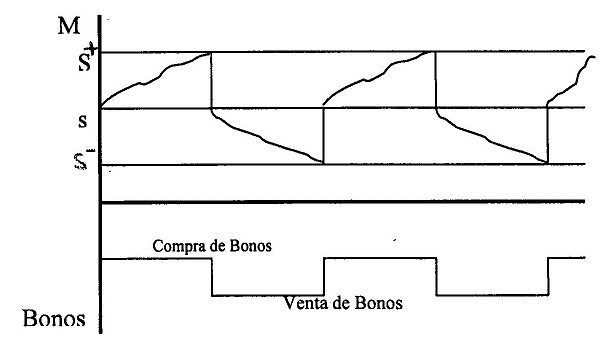 M
S+
s
S-
Compra de Bonos
Venta de Bonos
Bonos